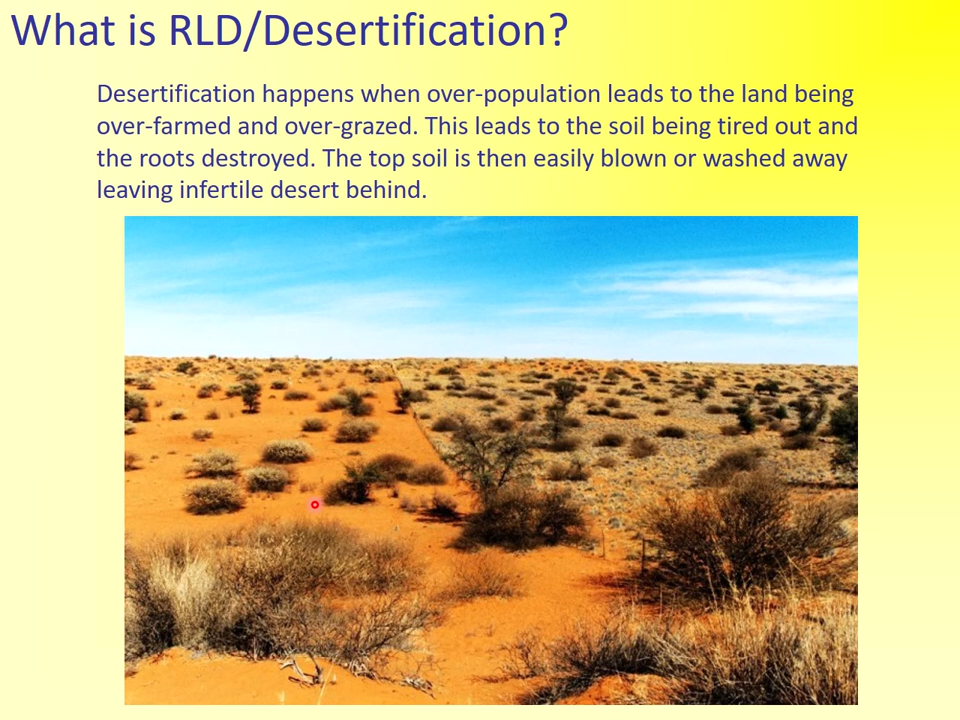 What is RLD/Desertification?
Desertification happens when over-population leads to the land being
over-farmed and over-grazed. This leads to the soil being tired out and
the roots destroyed. The top soil is then easily blown or washed away
leaving infertile desert behind.